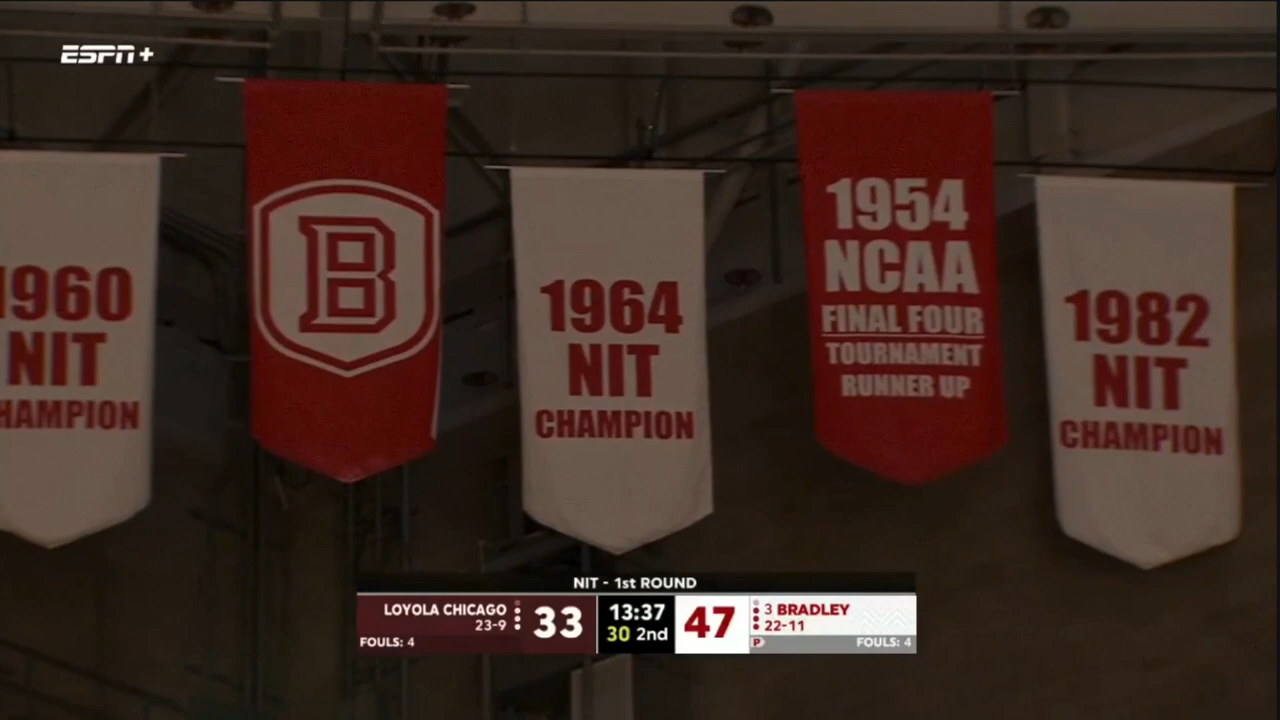 ESPN+
1960
NIT
CHAMPION
B
1964
NIT
CHAMPION
1954
NCAA
FINAL FOUR
TOURNAMENT
RUNNER UP
1982
NIT
CHAMPION
NIT - 1st ROUND
LOYOLA CHICAGO
23-9
FOULS: 4
33
13:37
30 2nd
47
3 BRADLEY
22-11
P
FOULS: 4